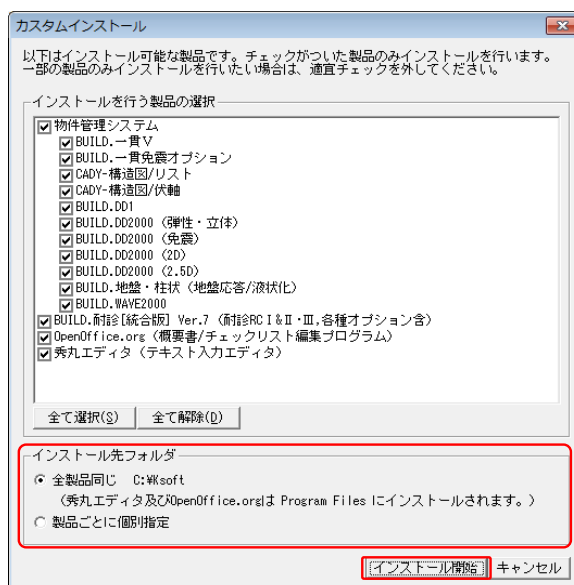 カスタムインストール
以下はインストール可能な製品です。チェックがついた製品のみインストールを行います。
一部の製品のみインストールを行いたい場合は、適宜チェックを外してください。
インストールを行う製品の選択
物件管理システム
BUILD.一貫Ⅴ
BUILD.一貫免震オプション
CADY-構造図/リスト
CADY-構造図/伏軸
BUILD.DD1
BUILD.DD2000 (弾性・立体)
BUILD.DD2000 (免震)
BUILD.DD2000 (2D)
BUILD.DD2000 (2.5D)
BUILD.地盤・柱状 (地盤応答/液状化)
BUILD.WAVE2000
BUILD.耐診[統合版] Ver.7 (耐診RCⅠ&Ⅱ・Ⅲ,各種オプション含)
OpenOffice.org (概要書/チェックリスト編集プログラム)
秀丸エディタ (テキスト入力エディタ)
全て選択(S) 全て解除(D)
インストール先フォルダ
全製品同じ C:¥Ksoft
(秀丸エディタ及びOpenOffice.orgは Program Files にインストールされます。)
製品ごとに個別指定
インストール開始 キャンセル